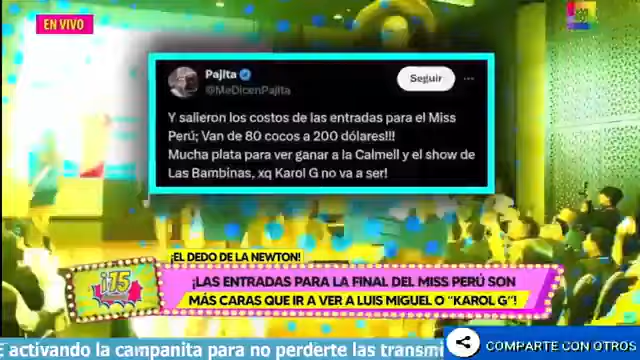 EN VIVO
Pajita
@MeDicenPajita
Seguir
Y salieron los costos de las entradas para el Miss
Perú; Van de 80 cocos a 200 dólares!!!
Mucha plata para ver ganar a la Calmell y el show de
Las Bambinas, xq Karol G no va a ser!
¡EL DEDO DE LA NEWTON!
¡LAS ENTRADAS PARA LA FINAL DEL MISS PERÚ SON
MÁS CARAS QUE IR A VER A LUIS MIGUEL O "KAROL G"!
activando la campanita para no perderte las transmi
COMPARTE CON OTROS